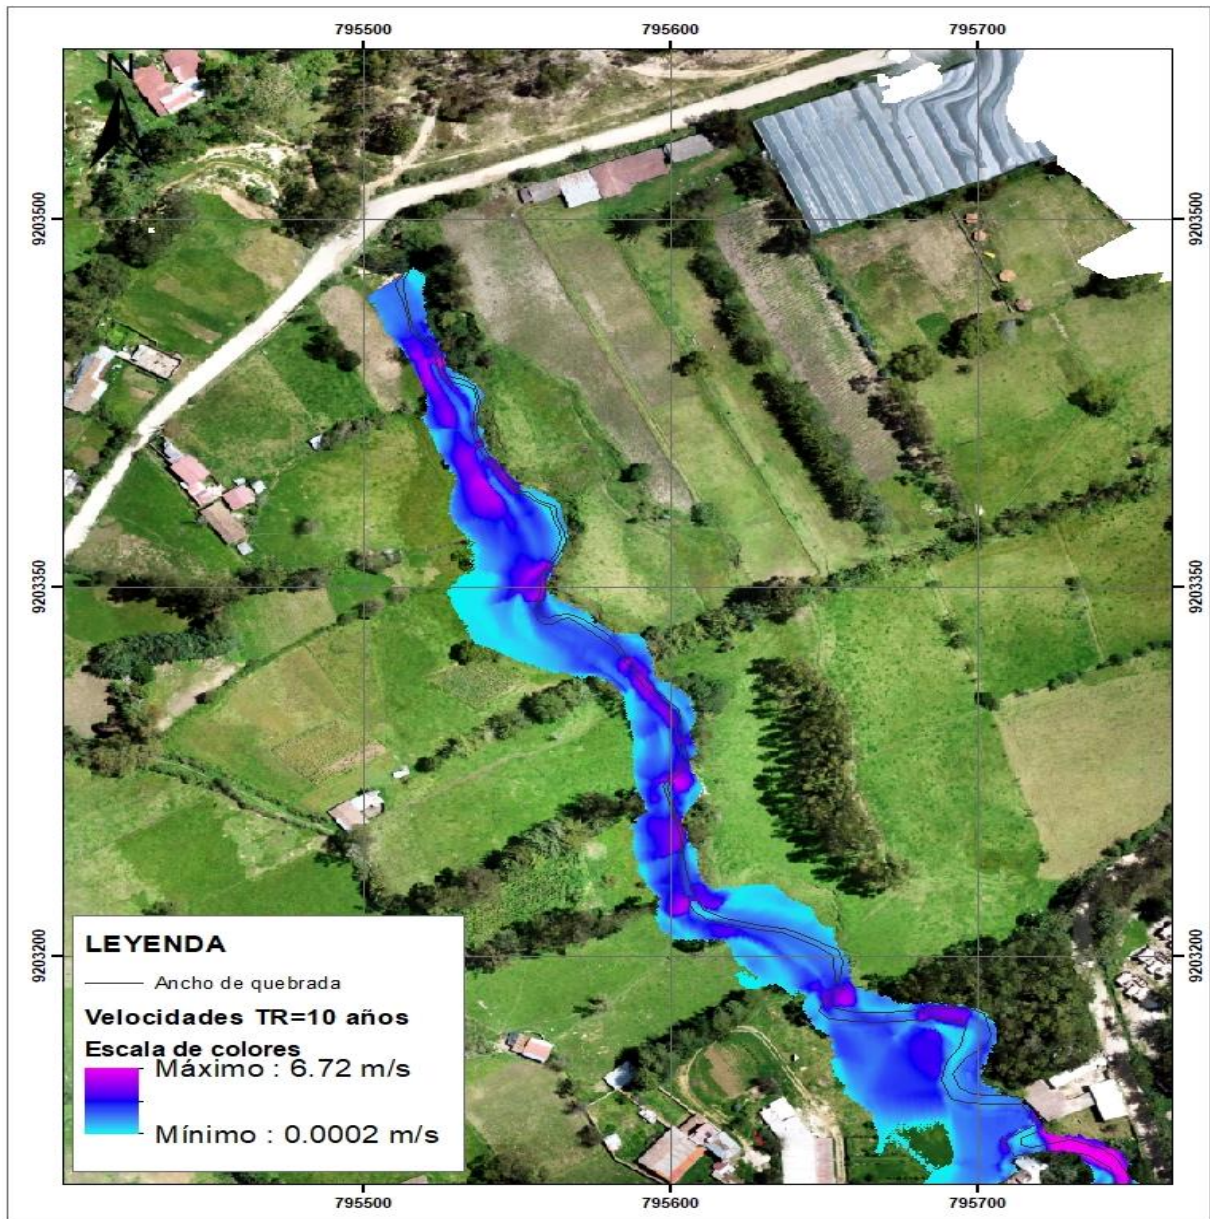 795500 795600 795700
N
9203500 9203500
9203350 9203350
9203200 9203200
LEYENDA
Ancho de quebrada
Velocidades TR=10 años
Escala de colores
Máximo : 6.72 m/s
Mínimo : 0.0002 m/s
795500 795600 795700